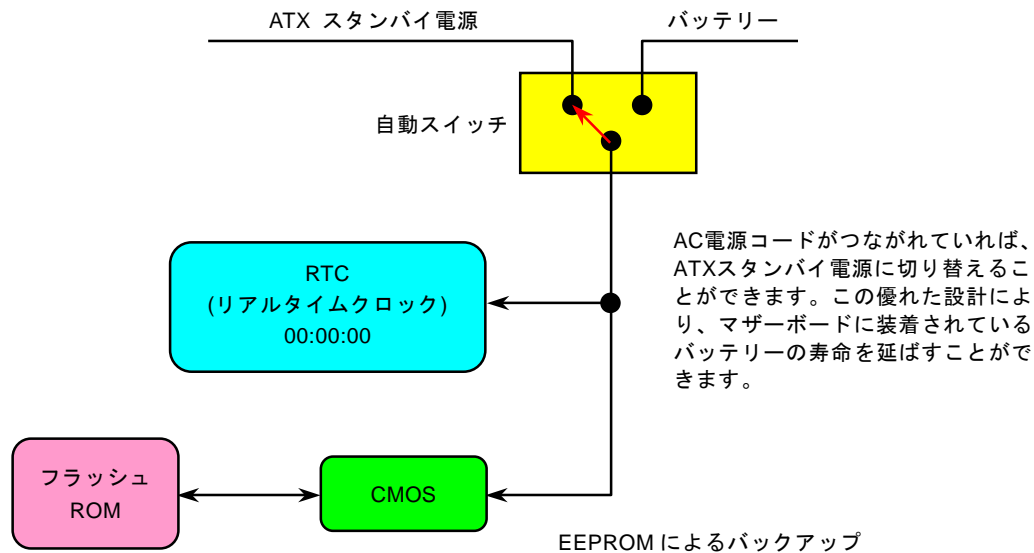 ATX スタンバイ電源
バッテリー
自動スイッチ
AC電源コードがつながれていれば、
ATXスタンバイ電源に切り替えるこ
とができます。この優れた設計によ
り、マザーボードに装着されている
バッテリーの寿命を延ばすことがで
きます。
RTC
(リアルタイムクロック)
00:00:00
フラッシュ
ROM
CMOS
EEPROM によるバックアップ